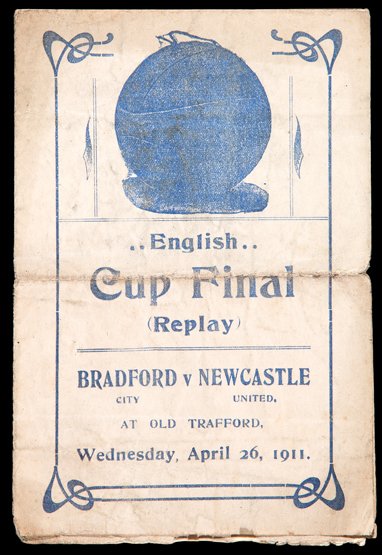 ..English..
Cup Final
(Replay)
BRADFORD v NEWCASTLE
CITY UNITED.
AT OLD TRAFFORD,
Wednesday, April 26, 1911.